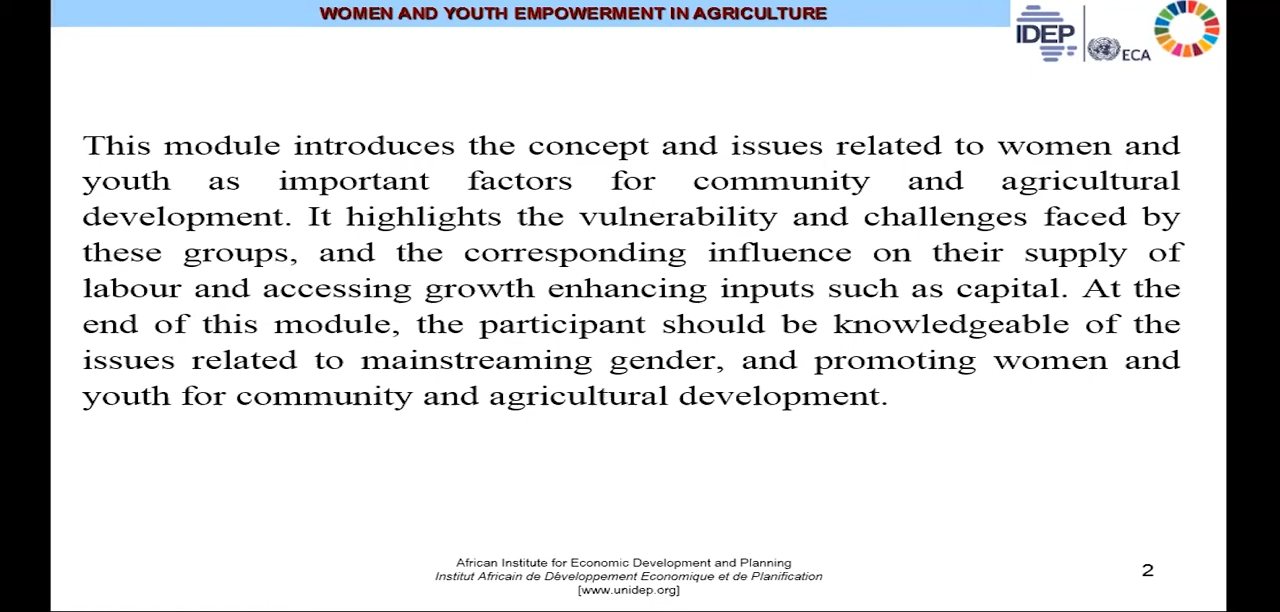 WOMEN AND YOUTH EMPOWERMENT IN AGRICULTURE
IDEP
ECA
This module introduces the concept and issues related to women and
youth as important factors for community and agricultural
development. It highlights the vulnerability and challenges faced by
these groups, and the corresponding influence on their supply of
labour and accessing growth enhancing inputs such as capital. At the
end of this module, the participant should be knowledgeable of the
issues related to mainstreaming gender, and promoting women and
youth for community and agricultural development.
African Institute for Economic Development and Planning
Institut Africain de Développement Economique et de Planification
[www.unidep.org]
2